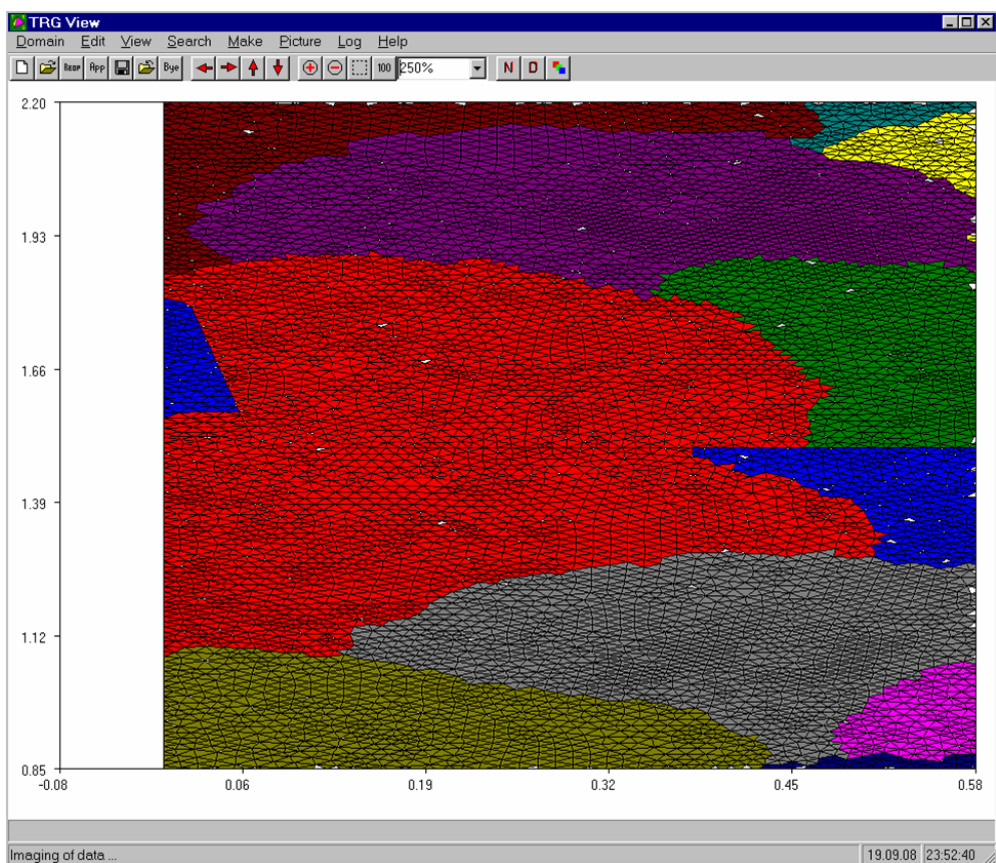 TRG View
Domain Edit View Search Make Picture Log Help
App Bye 100 250% N D
2.20
1.93
1.66
1.39
1.12
0.85
-0.08 0.06 0.19 0.32 0.45 0.58
Imaging of data ... 19.09.08 23:52:40